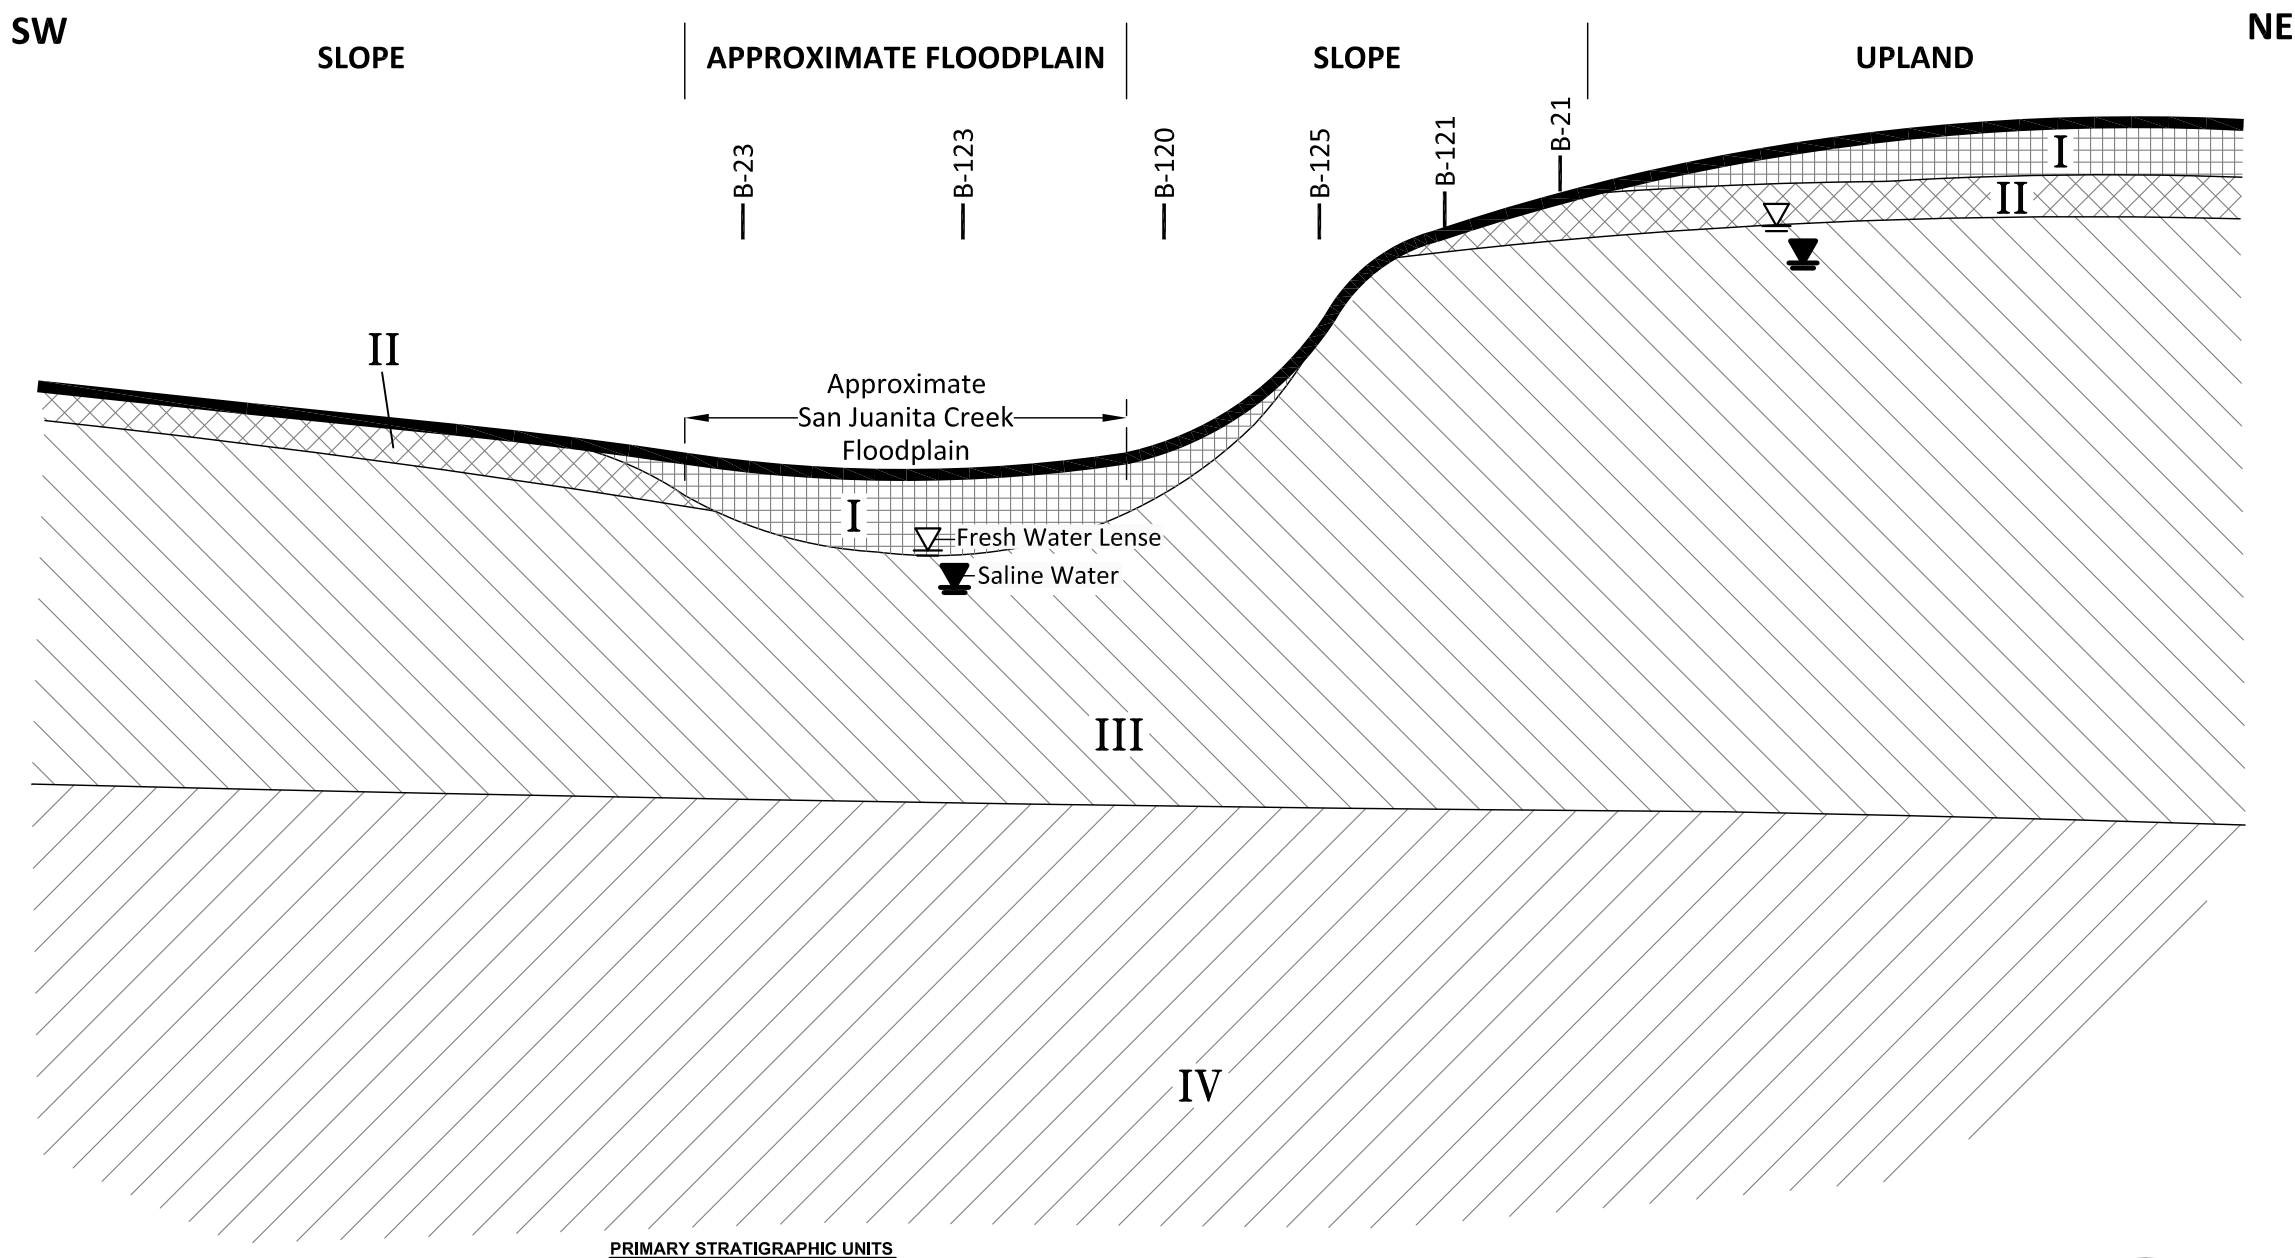 SW
NE
SLOPE
APPROXIMATE FLOODPLAIN
SLOPE
UPLAND
B-23
B-123
B-120
B-125
B-121
B-21
I
II
II
Approximate
San Juanita Creek
Floodplain
I
Fresh Water Lense
Saline Water
III
IV
PRIMARY STRATIGRAPHIC UNITS